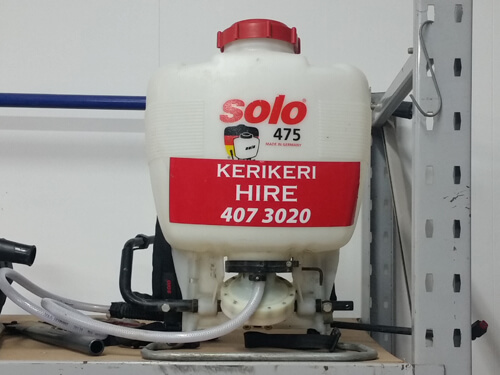 solo
475
MADE IN GERMANY
KERIKERI
HIRE
407 3020